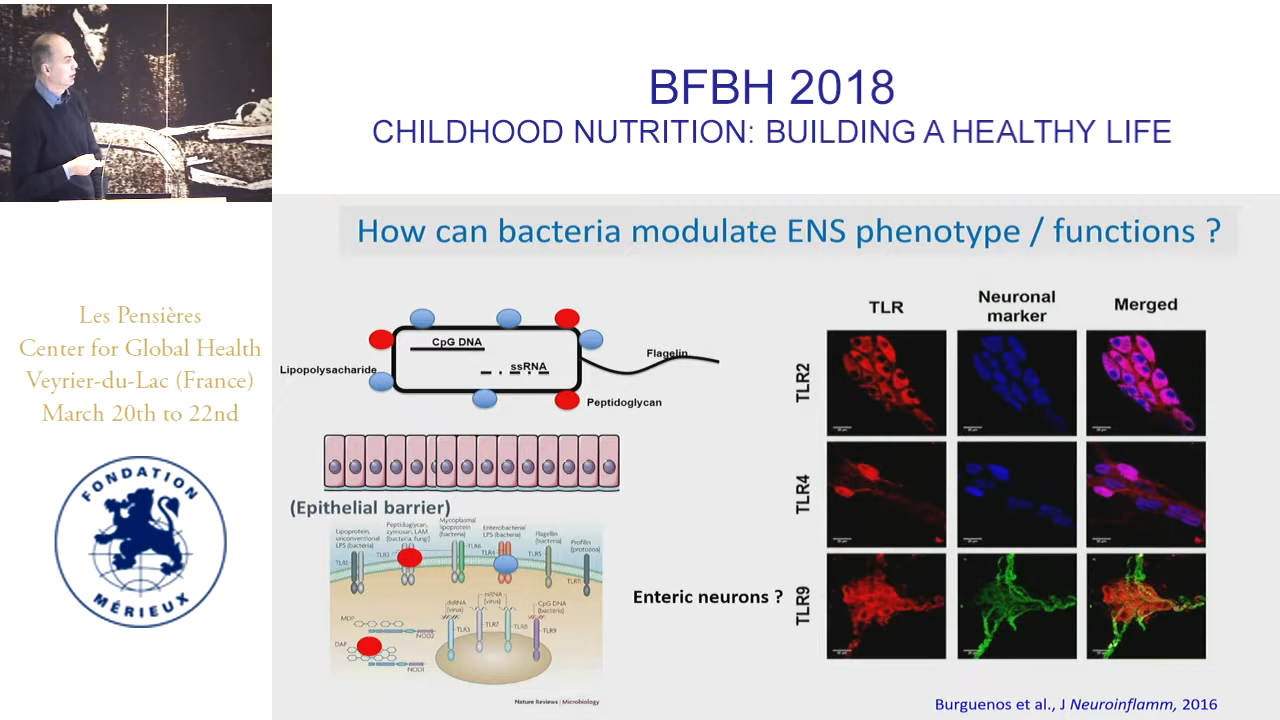 BFBH 2018
CHILDHOOD NUTRITION: BUILDING A HEALTHY LIFE
Les Pensières
Center for Global Health
Veyrier-du-Lac (France)
March 20th to 22nd
FONDATION
MÉRIEUX
How can bacteria modulate ENS phenotype / functions ?
CpG DNA
ssRNA
Flagelin
Lipopolysacharide
Peptidoglycan
(Epithelial barrier)
Lipoprotein,
unconventional
LPS (bacteria)
Peptidoglycan,
zymosan, LAM
(bacteria, fungi)
Mycoplasmal
lipoprotein
(bacteria)
Enterobacterial
LPS (bacteria)
Flagellin
(bacteria)
Profilin
(protozoa)
TLR1
TLR2
TLR6
TLR4
TLR5
TLR11
dsRNA
(virus)
ssRNA
(virus)
CpG DNA
(bacteria)
TLR3
TLR7
TLR8
TLR9
MDP
NOD2
DAP
NOD1
Nature Reviews | Microbiology
Enteric neurons ?
TLR
Neuronal
marker
Merged
TLR2
TLR4
TLR9
Burguenos et al., J Neuroinflamm, 2016